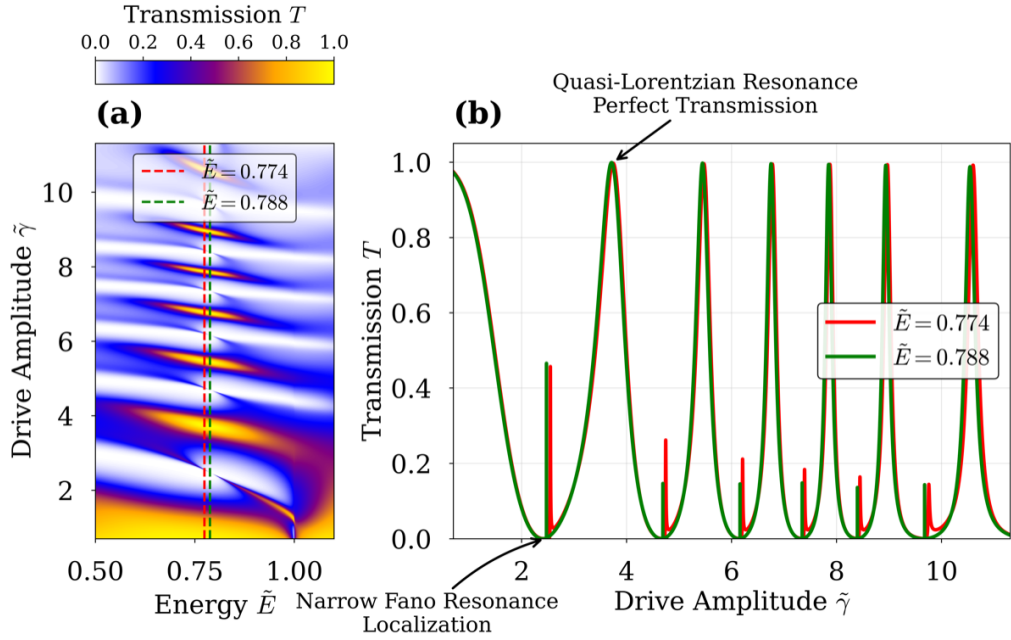 Transmission T
0.0 0.2 0.4 0.6 0.8 1.0
(a)
Ẽ = 0.774
Ẽ = 0.788
Drive Amplitude γ̃
10
8
6
4
2
0.50 0.75 1.00
Energy Ẽ
Quasi-Lorentzian Resonance
Perfect Transmission
(b)
Transmission T
1.0
0.8
0.6
0.4
0.2
0.0
Ẽ = 0.774
Ẽ = 0.788
2 4 6 8 10
Drive Amplitude γ̃
Narrow Fano Resonance
Localization